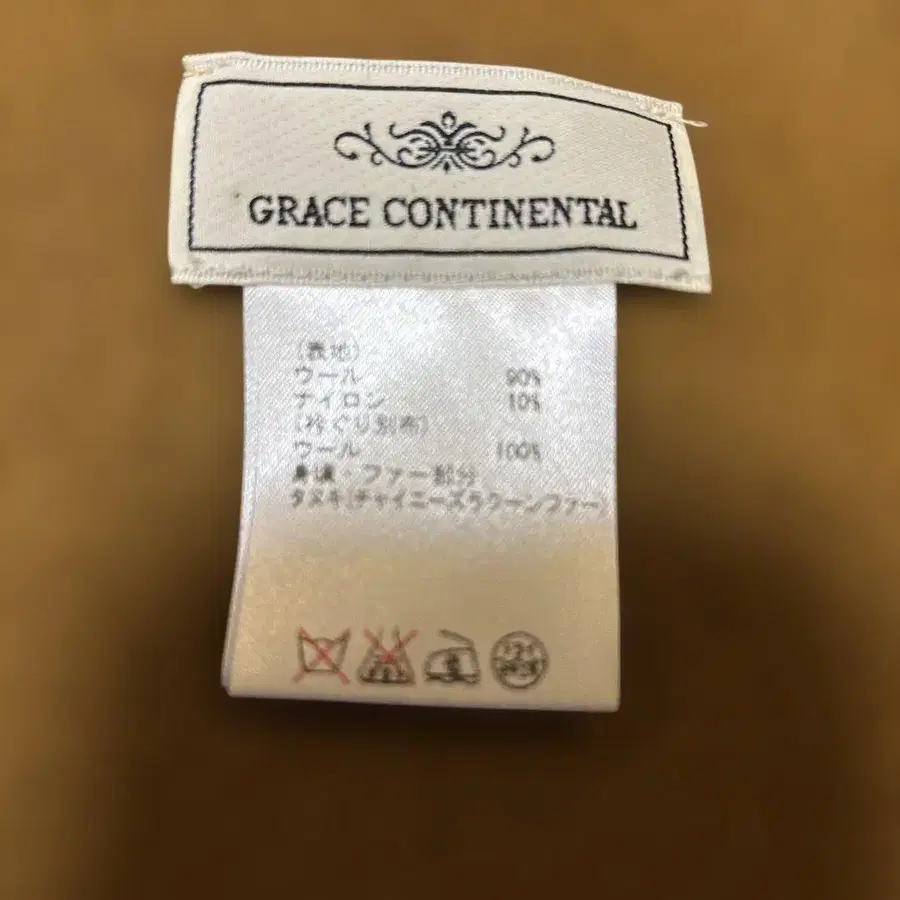 GRACE CONTINENTAL
(表地)
ウール 90%
ナイロン 10%
(衿ぐり別布)
ウール 100%
身頃・ファー部分
タヌキ(チャイニーズラクーンファー)